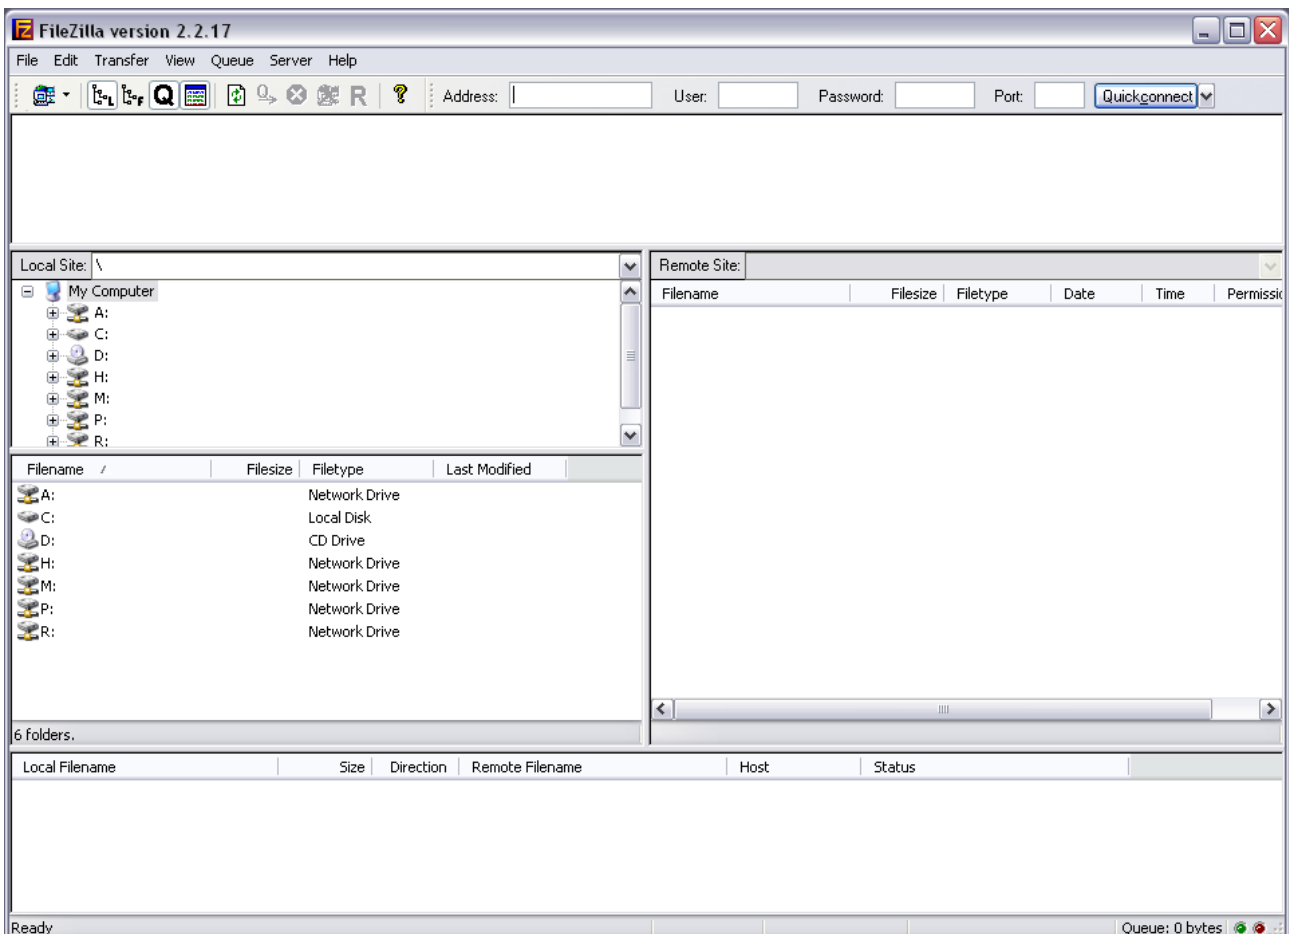 FileZilla version 2.2.17
File Edit Transfer View Queue Server Help
L F Q R ? Address: User: Password: Port: Quickconnect
Local Site: \
My Computer
A:
C:
D:
H:
M:
P:
R:
Filename / Filesize Filetype Last Modified
A: Network Drive
C: Local Disk
D: CD Drive
H: Network Drive
M: Network Drive
P: Network Drive
R: Network Drive
6 folders.
Remote Site:
Filename Filesize Filetype Date Time Permissio
Local Filename Size Direction Remote Filename Host Status
Ready Queue: 0 bytes